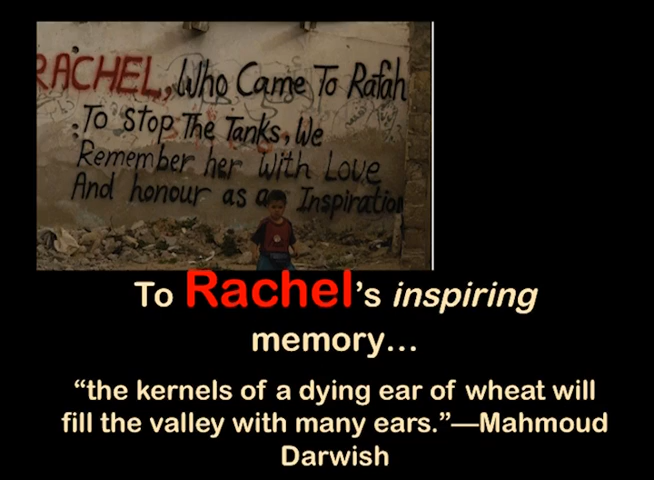 RACHEL, Who Came To Rafah
To Stop The Tanks, We
Remember her With Love
And honour as an Inspiration
To Rachel's inspiring
memory...
“the kernels of a dying ear of wheat will
fill the valley with many ears.”—Mahmoud
Darwish